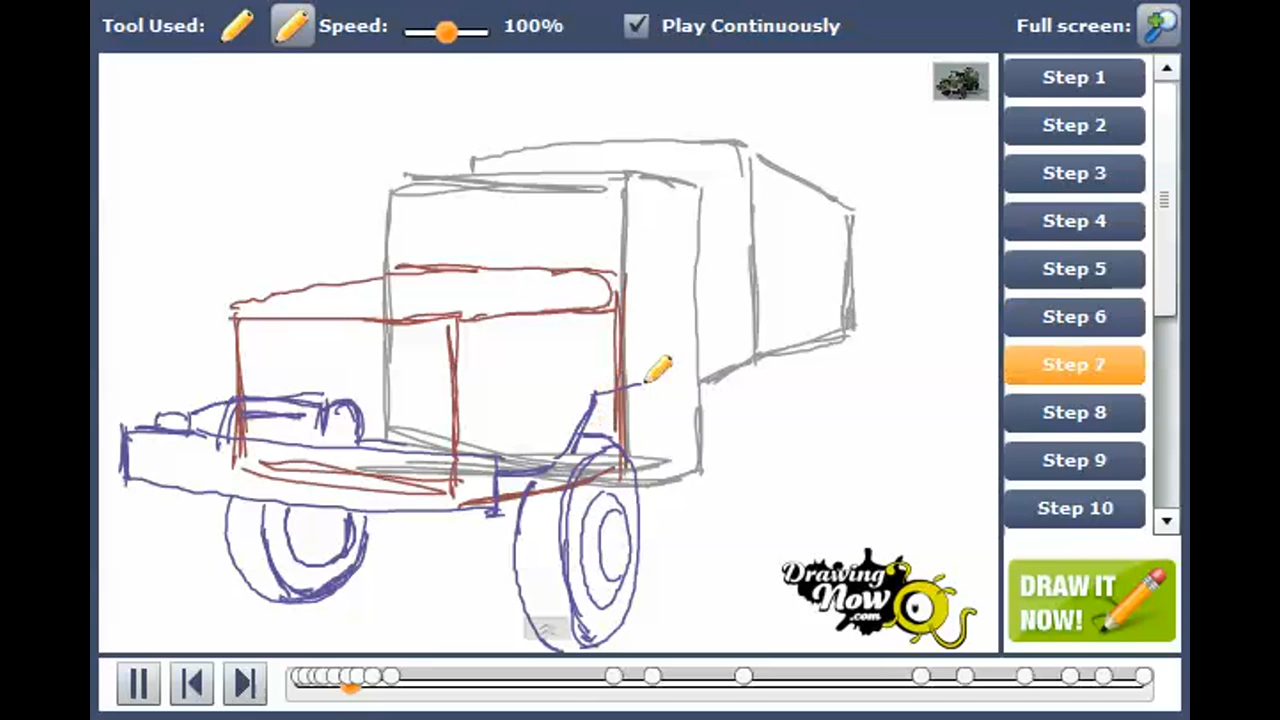 Tool Used: Speed: 100% Play Continuously Full screen:
Step 1
Step 2
Step 3
Step 4
Step 5
Step 6
Step 7
Step 8
Step 9
Step 10
Drawing
Now
.com
DRAW IT
NOW!